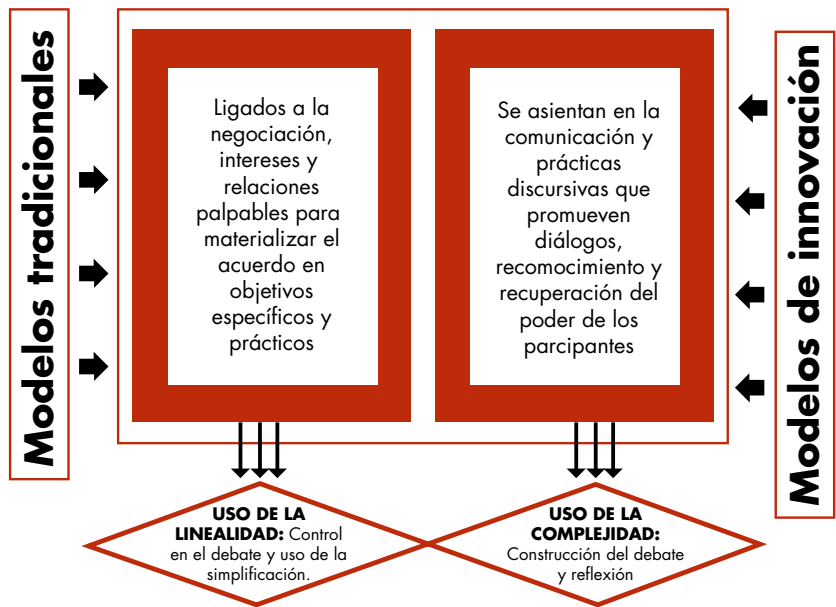 Modelos tradicionales
Ligados a la
negociación,
intereses y
relaciones
palpables para
materializar el
acuerdo en
objetivos
específicos y
prácticos
Se asientan en la
comunicación y
prácticas
discursivas que
promueven
diálogos,
recomocimiento y
recuperación del
poder de los
parcipantes
Modelos de innovación
USO DE LA
LINEALIDAD: Control
en el debate y uso de la
simplificación.
USO DE LA
COMPLEJIDAD:
Construcción del debate
y reflexión